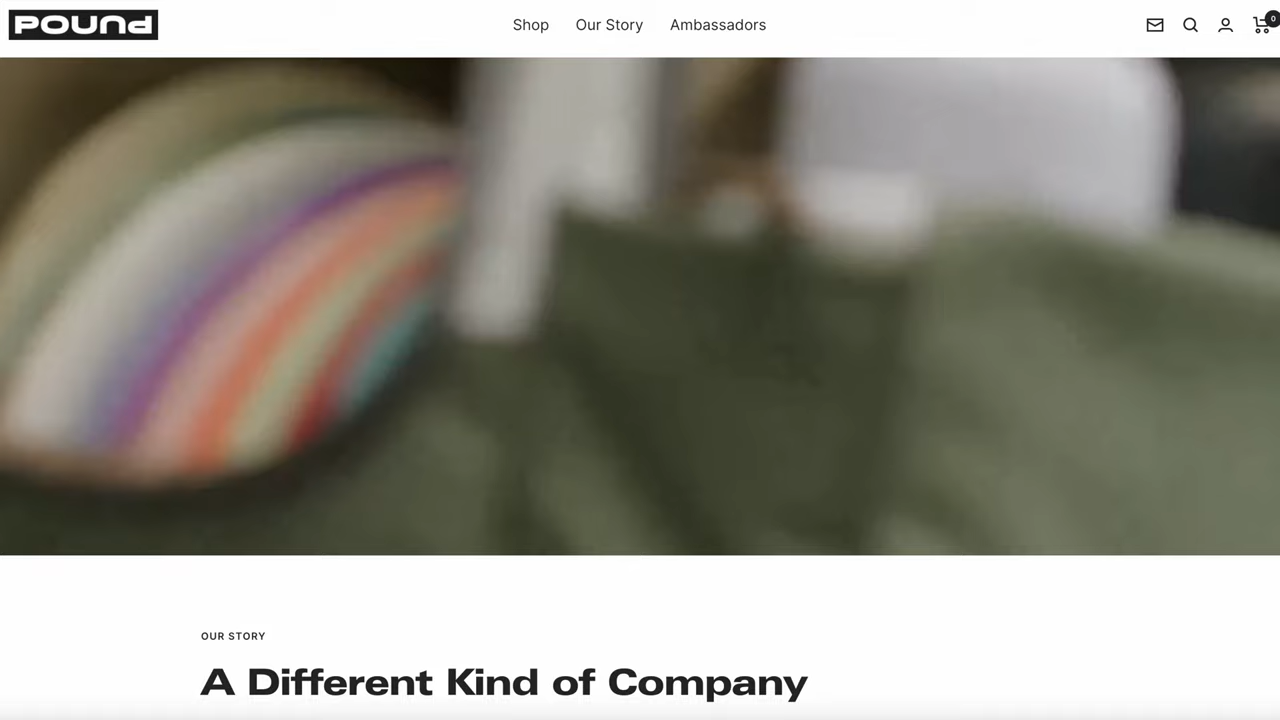 POUND
Shop
Our Story
Ambassadors
0
OUR STORY
A Different Kind of Company